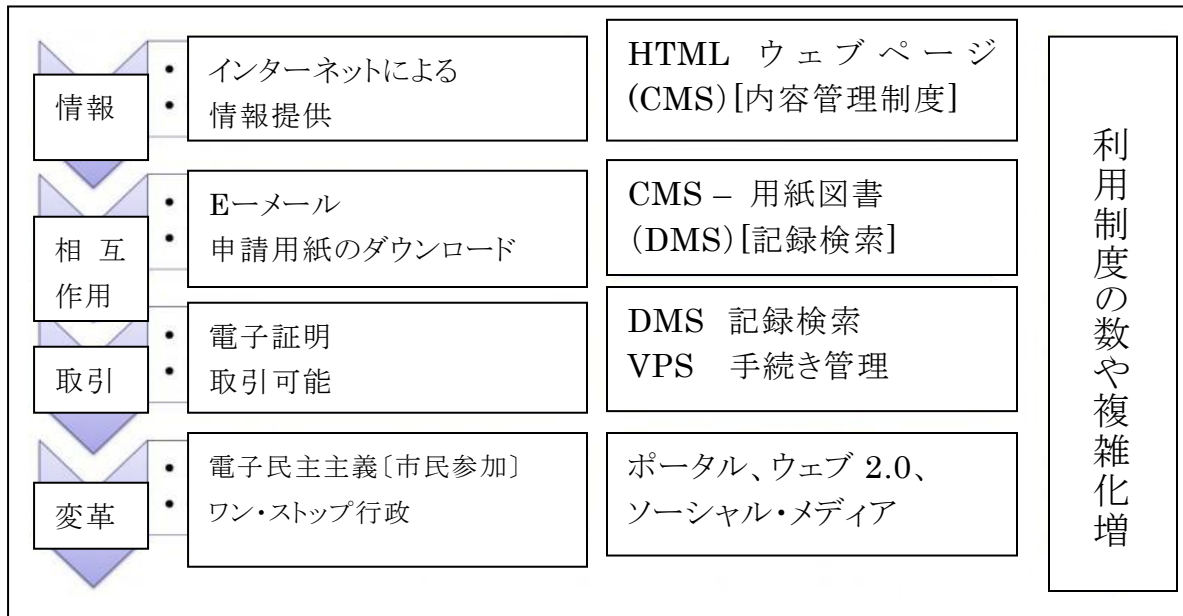 情報
• インターネットによる
• 情報提供
HTML ウェブページ
(CMS)[内容管理制度]
相互
作用
• Eーメール
• 申請用紙のダウンロード
CMS – 用紙図書
(DMS)[記録検索]
取引
• 電子証明
• 取引可能
DMS 記録検索
VPS 手続き管理
変革
• 電子民主主義〔市民参加〕
• ワン・ストップ行政
ポータル、ウェブ 2.0、
ソーシャル・メディア
利用制度の数や複雑化増